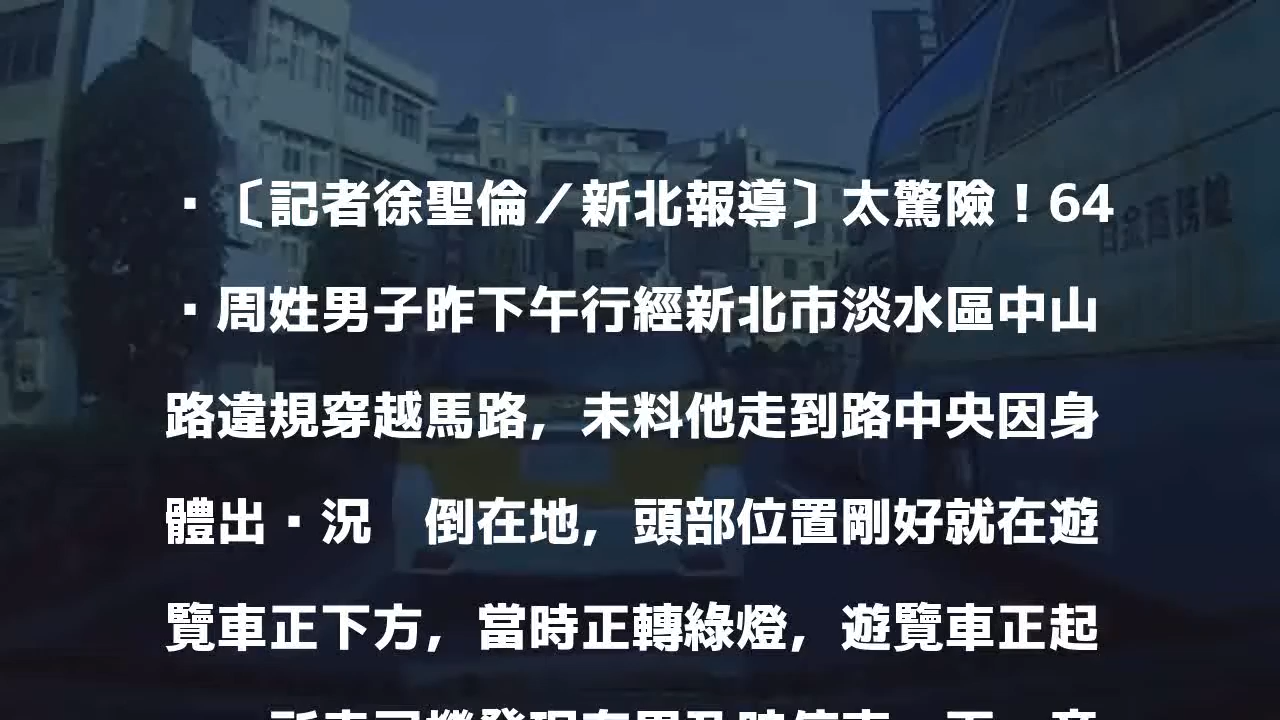 ▪〔記者徐聖倫／新北報導〕太驚險！64
▪周姓男子昨下午行經新北市淡水區中山
路違規穿越馬路，未料他走到路中央因身
體出▪況　倒在地，頭部位置剛好就在遊
覽車正下方，當時正轉綠燈，遊覽車正起